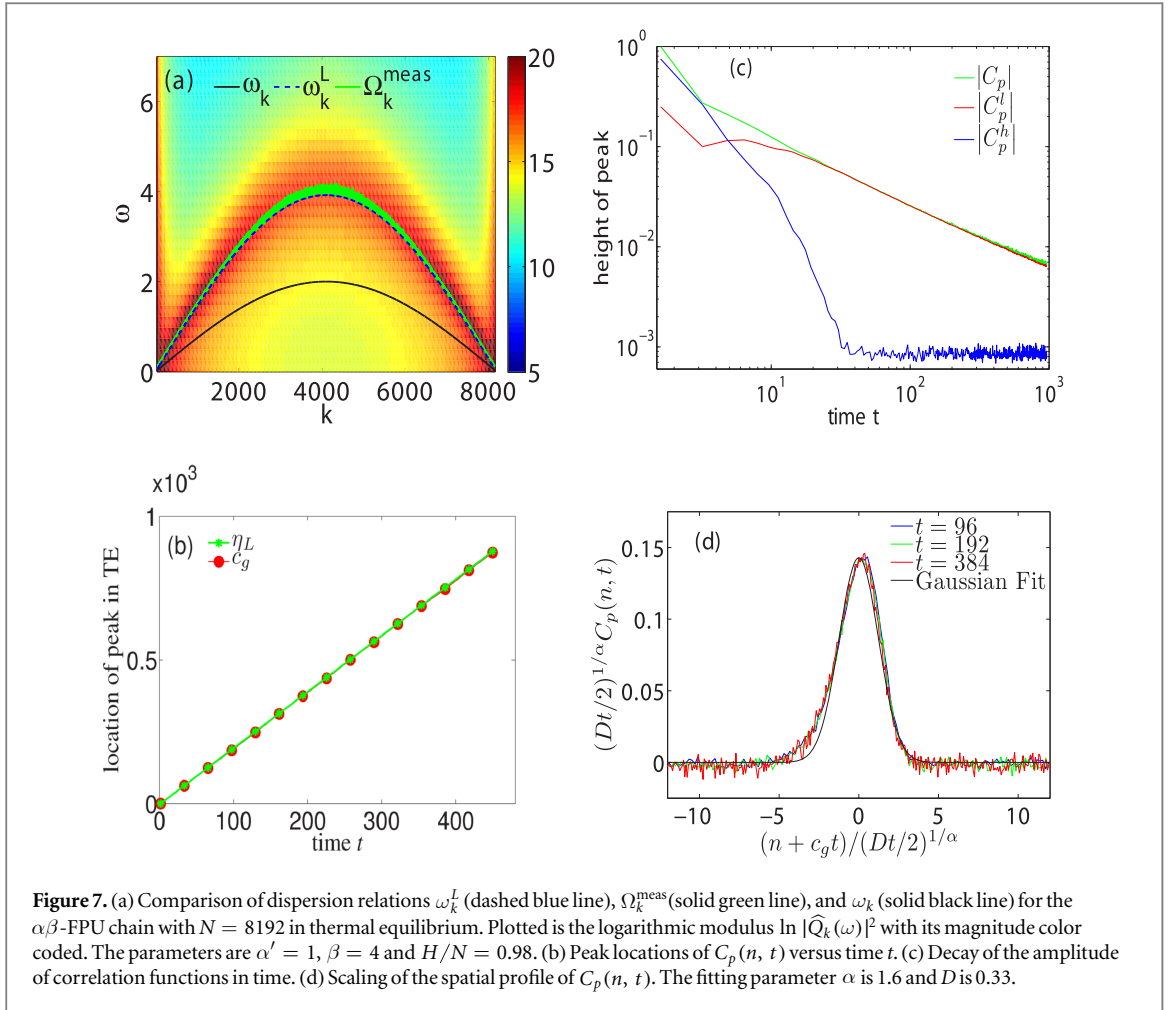 (a)
ω_k ω_k^L Ω_k^meas
6
4
2
0
ω
2000 4000 6000 8000
k
20
15
10
5
(c)
|C_p|
|C_p^l|
|C_p^h|
10^0
10^-1
10^-2
10^-3
height of peak
10^1 10^2 10^3
time t
x10^3
(b)
η_L
c_g
1
0.5
0
location of peak in TE
0 100 200 300 400
time t
(d)
t = 96
t = 192
t = 384
Gaussian Fit
0.15
0.1
0.05
0
(Dt/2)^{1/α} C_p(n, t)
−10 −5 0 5 10
(n + c_g t)/(Dt/2)^{1/α}
Figure 7. (a) Comparison of dispersion relations ω_k^L (dashed blue line), Ω_k^meas(solid green line), and ω_k (solid black line) for the
αβ-FPU chain with N = 8192 in thermal equilibrium. Plotted is the logarithmic modulus ln |Q̂_k(ω)|^2 with its magnitude color
coded. The parameters are α′ = 1, β = 4 and H/N = 0.98. (b) Peak locations of C_p(n, t) versus time t. (c) Decay of the amplitude
of correlation functions in time. (d) Scaling of the spatial profile of C_p(n, t). The fitting parameter α is 1.6 and D is 0.33.